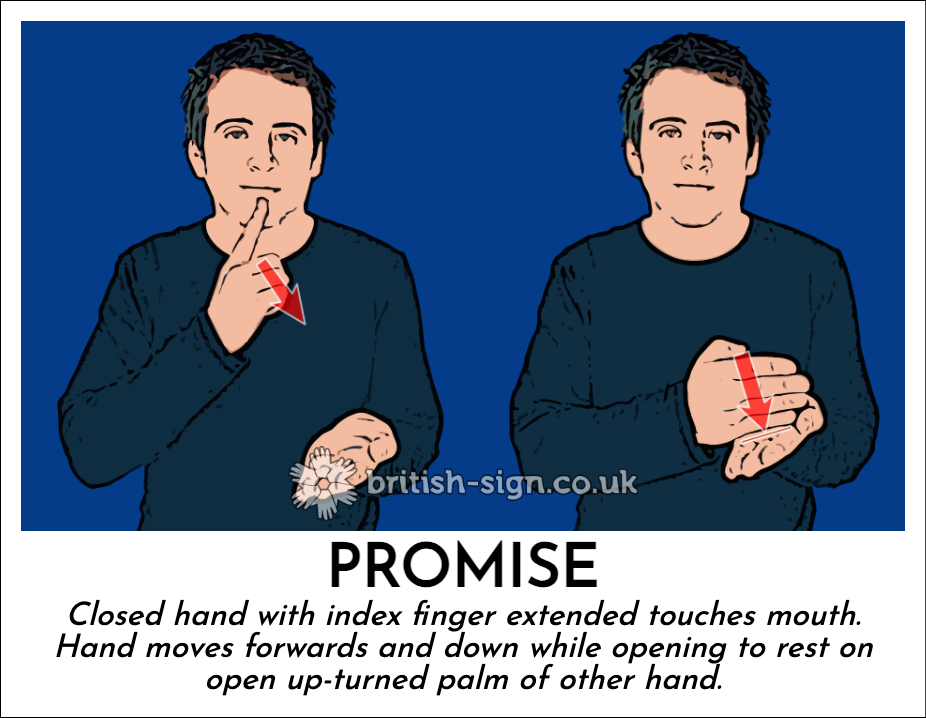 british-sign.co.uk
PROMISE
Closed hand with index finger extended touches mouth.
Hand moves forwards and down while opening to rest on
open up-turned palm of other hand.